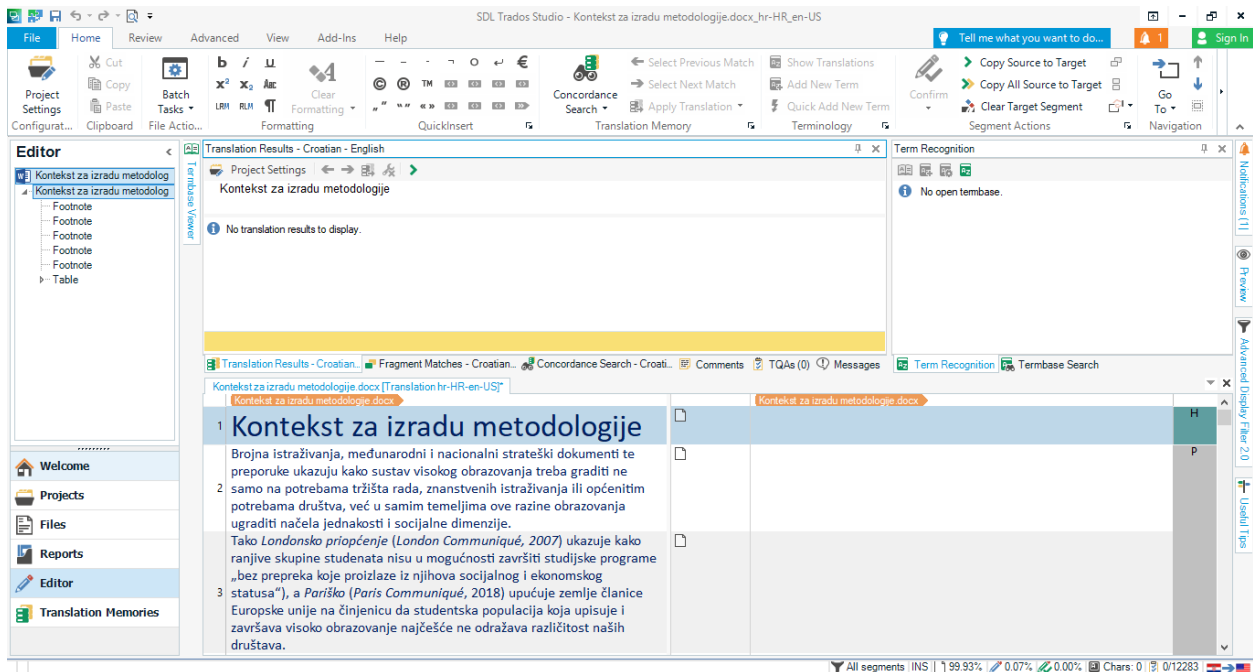 SDL Trados Studio - Kontekst za izradu metodologije.docx_hr-HR_en-US
File Home Review Advanced View Add-Ins Help
Tell me what you want to do...
1
Sign In
Project Settings
Configurat...
Cut
Copy
Paste
Clipboard
Batch Tasks
File Actio...
b i u
X² X₂ ABC
LRM RLM ¶
Clear Formatting
Formatting
€
© ® TM
QuickInsert
Concordance Search
Select Previous Match
Select Next Match
Apply Translation
Translation Memory
Show Translations
Add New Term
Quick Add New Term
Terminology
Confirm
Copy Source to Target
Copy All Source to Target
Clear Target Segment
Segment Actions
Go To
Navigation
Editor
Kontekst za izradu metodolog
Kontekst za izradu metodolog
Footnote
Footnote
Footnote
Footnote
Footnote
Table
Welcome
Projects
Files
Reports
Editor
Translation Memories
Termbase Viewer
Translation Results - Croatian - English
Project Settings
Kontekst za izradu metodologije
No translation results to display.
Translation Results - Croatian... Fragment Matches - Croatian... Concordance Search - Croati... Comments TQAs (0) Messages
Term Recognition
No open termbase.
Term Recognition Termbase Search
Notifications (1)
Preview
Advanced Display Filter 2.0
Useful Tips
Kontekst za izradu metodologije.docx [Translation hr-HR-en-US]*
Kontekst za izradu metodologije.docx
Kontekst za izradu metodologije.docx
1 Kontekst za izradu metodologije
H
Brojna istraživanja, međunarodni i nacionalni strateški dokumenti te
P
preporuke ukazuju kako sustav visokog obrazovanja treba graditi ne
2 samo na potrebama tržišta rada, znanstvenih istraživanja ili općenitim
potrebama društva, već u samim temeljima ove razine obrazovanja
ugraditi načela jednakosti i socijalne dimenzije.
Tako Londonsko priopćenje (London Communiqué, 2007) ukazuje kako
ranjive skupine studenata nisu u mogućnosti završiti studijske programe
„bez prepreka koje proizlaze iz njihova socijalnog i ekonomskog
3 statusa“), a Pariško (Paris Communiqué, 2018) upućuje zemlje članice
Europske unije na činjenicu da studentska populacija koja upisuje i
završava visoko obrazovanje najčešće ne odražava različitost naših
društava.
All segments INS 99.93% 0.07% 0.00% Chars: 0 0/12283